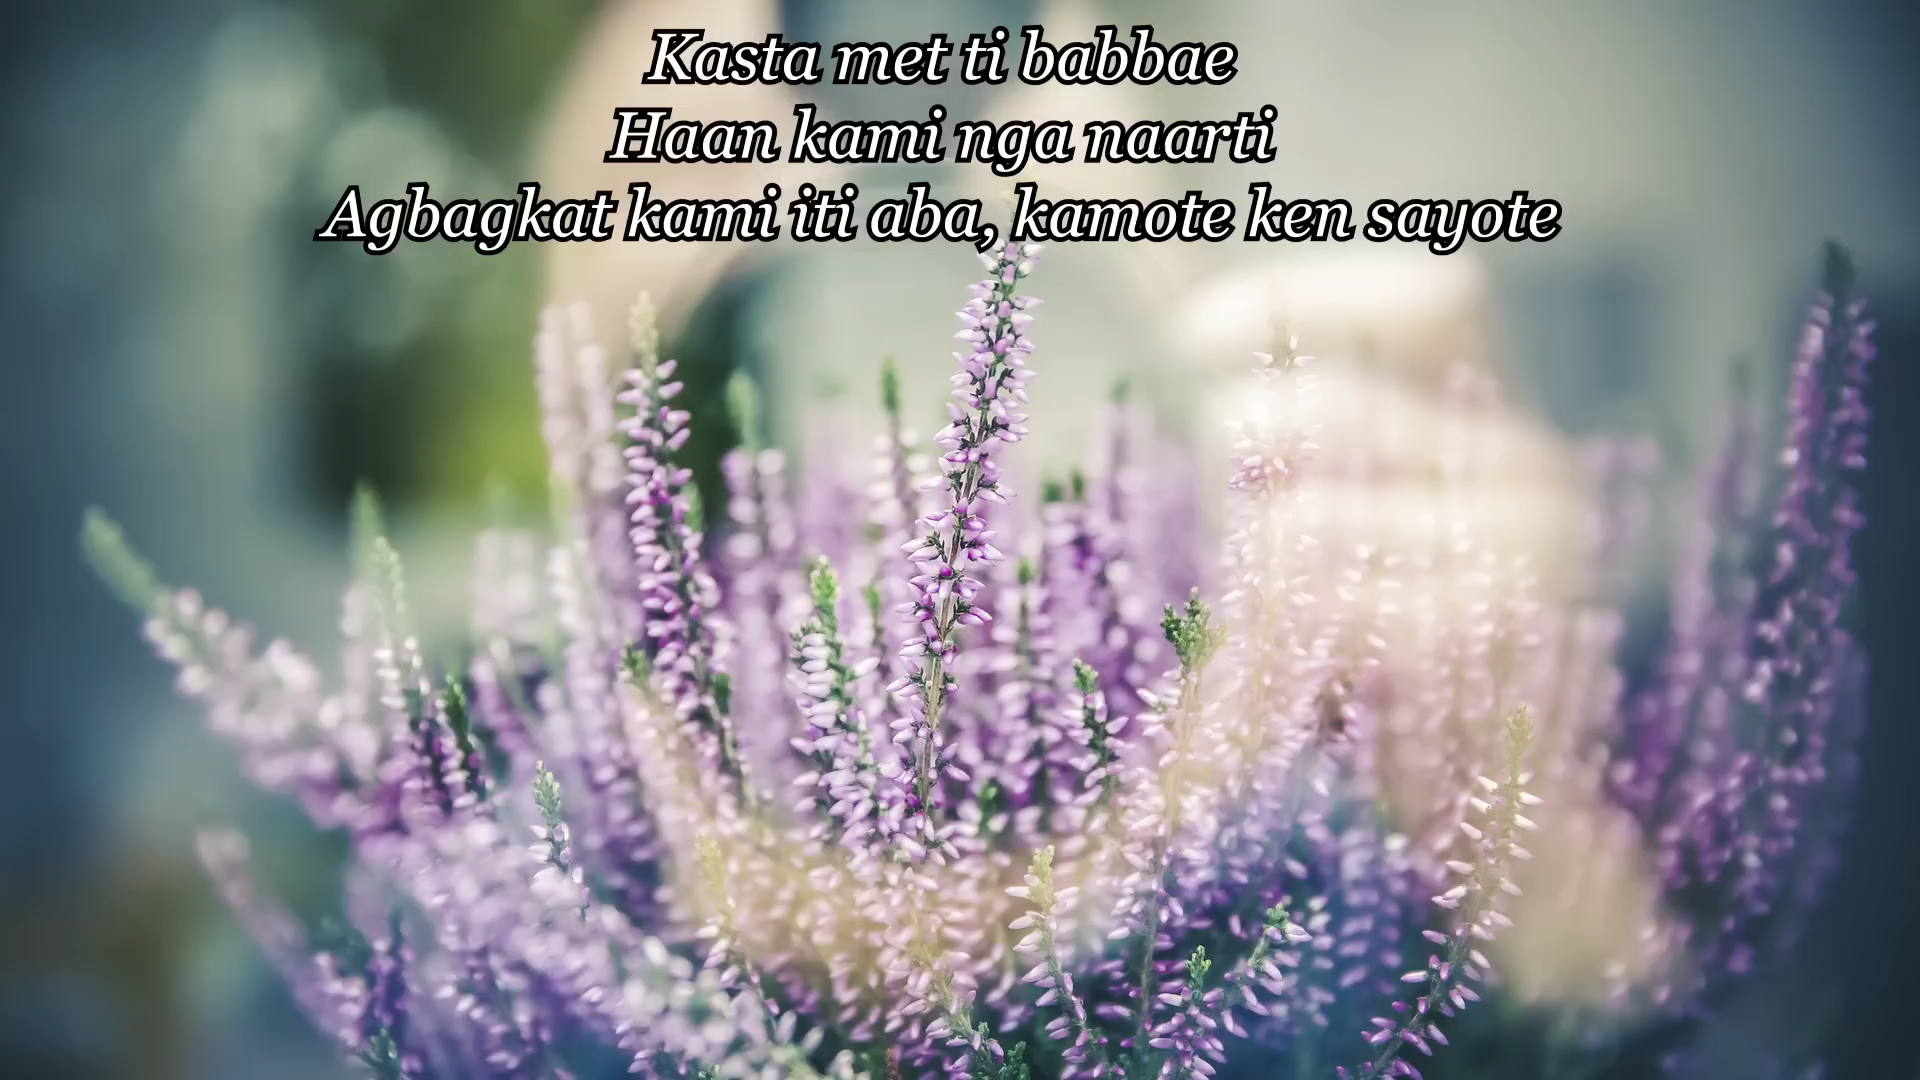 Kasta met ti babbae
Haan kami nga naarti
Agbagkat kami iti aba, kamote ken sayote